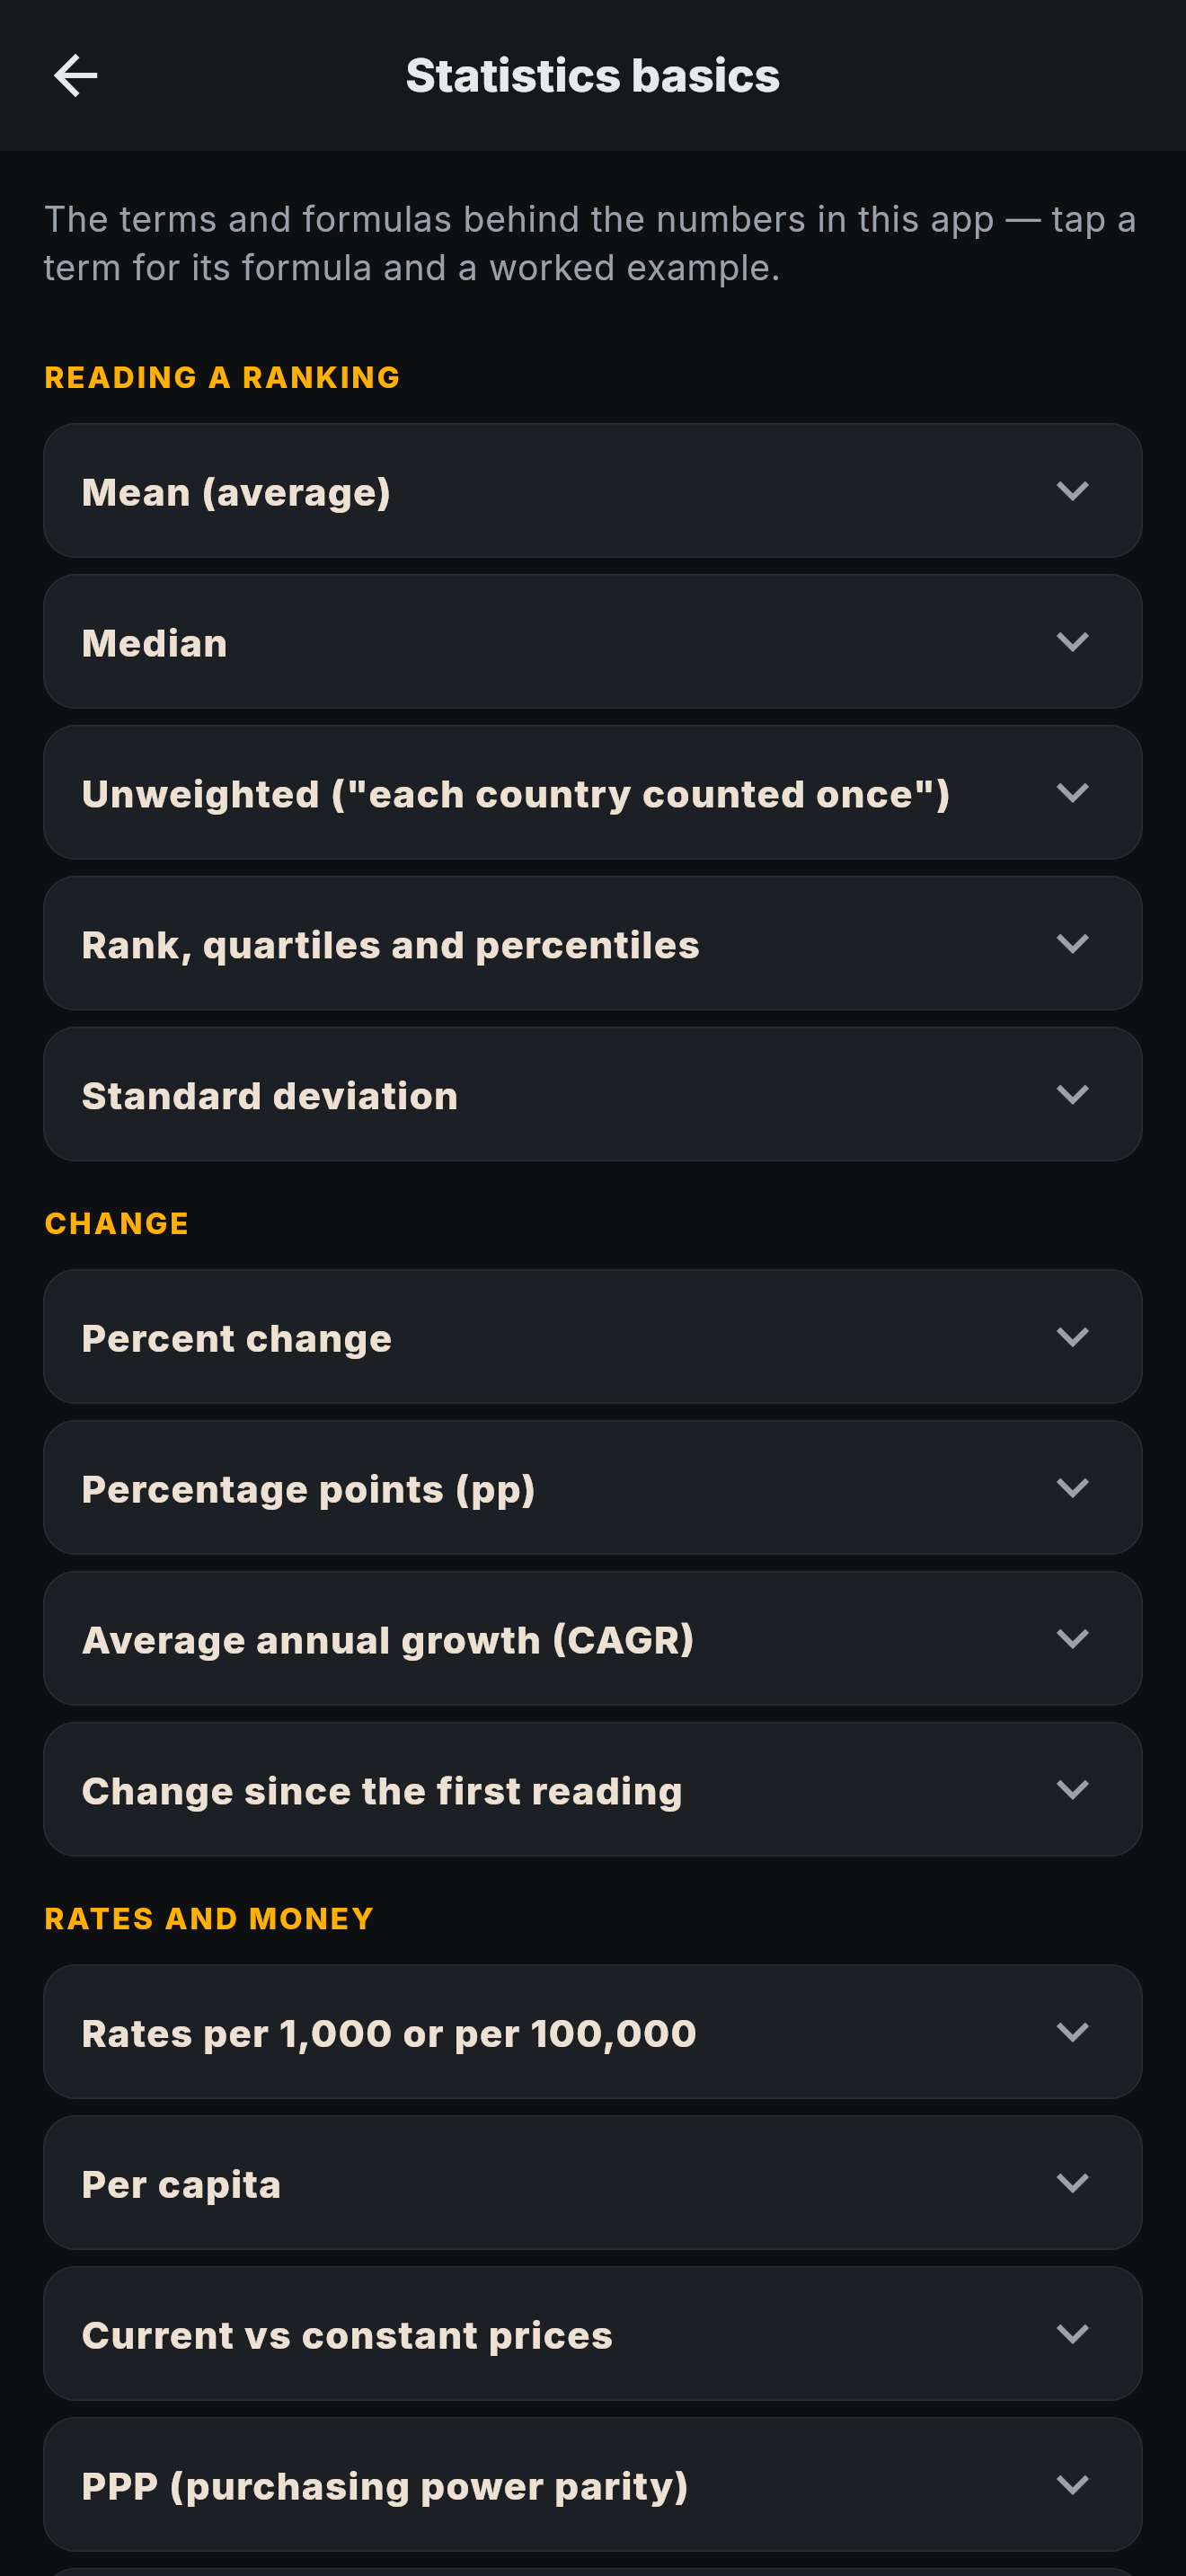 Statistics basics
The terms and formulas behind the numbers in this app — tap a
term for its formula and a worked example.
READING A RANKING
Mean (average)
Median
Unweighted ("each country counted once")
Rank, quartiles and percentiles
Standard deviation
CHANGE
Percent change
Percentage points (pp)
Average annual growth (CAGR)
Change since the first reading
RATES AND MONEY
Rates per 1,000 or per 100,000
Per capita
Current vs constant prices
PPP (purchasing power parity)